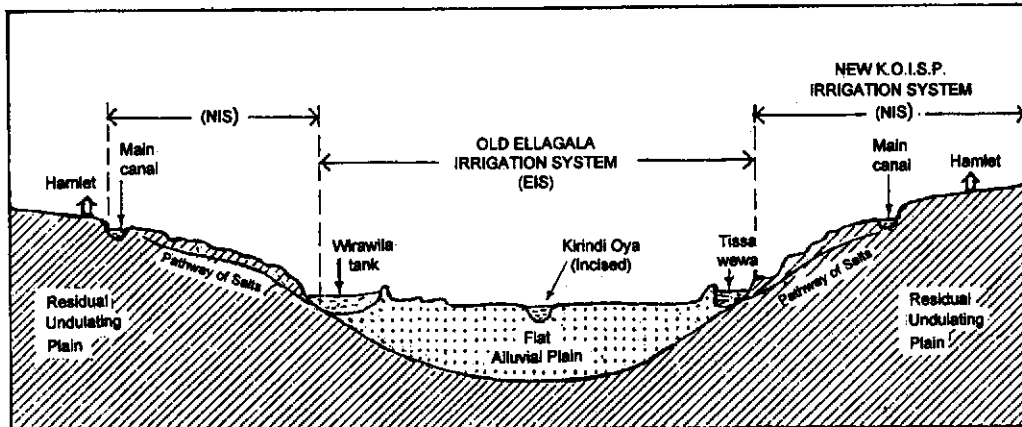 NEW K.O.I.S.P.
IRRIGATION SYSTEM
(NIS)
(NIS)
OLD ELLAGALA
IRRIGATION SYSTEM
(EIS)
Main
canal
Hamlet
Main
canal
Hamlet
Wirawila
tank
Kirindi Oya
(Incised)
Tissa
wewa
Pathway of Salts
Pathway of Salts
Residual
Undulating
Plain
Flat
Alluvial Plain
Residual
Undulating
Plain